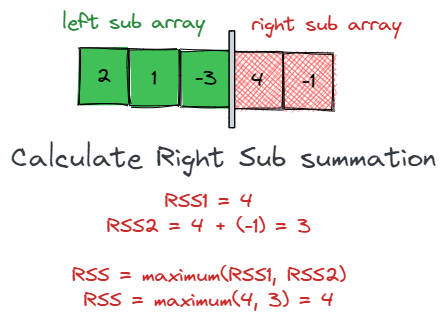 left sub array right sub array
2 1 -3 4 -1
Calculate Right Sub summation
RSS1 = 4
RSS2 = 4 + (-1) = 3
RSS = maximum(RSS1, RSS2)
RSS = maximum(4, 3) = 4